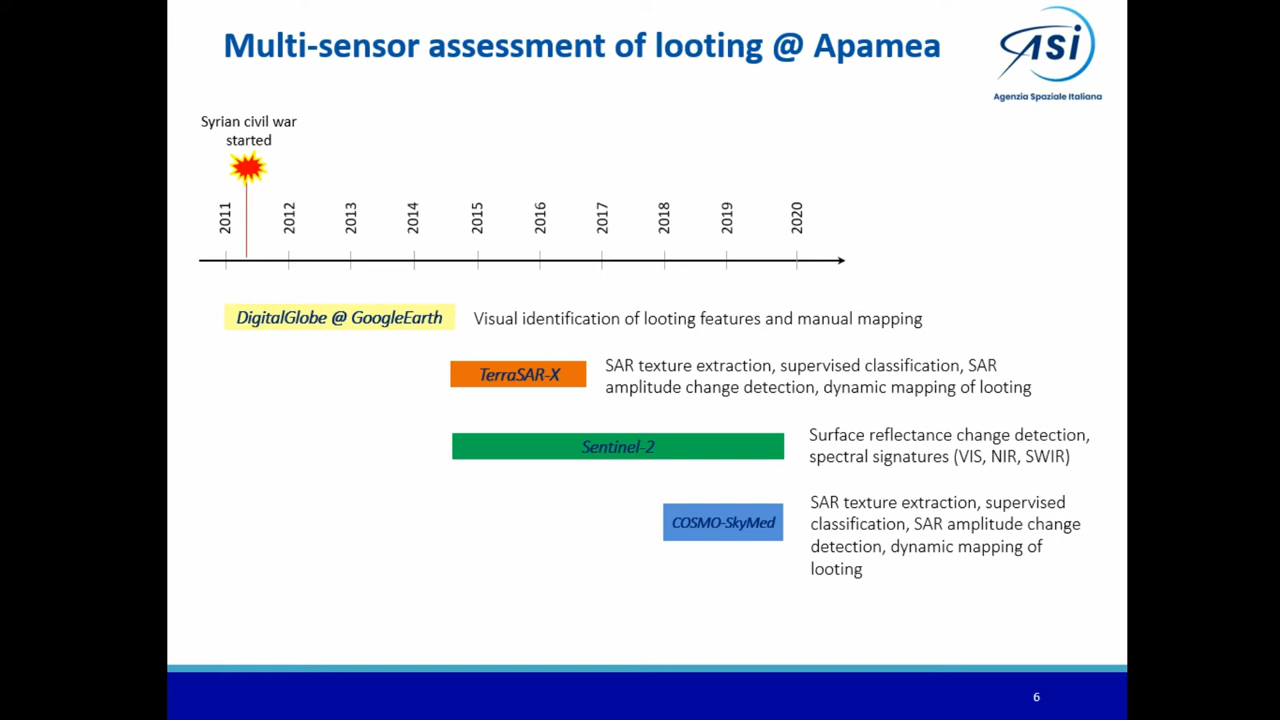 Multi-sensor assessment of looting @ Apamea
ASI
Agenzia Spaziale Italiana
Syrian civil war
started
2011
2012
2013
2014
2015
2016
2017
2018
2019
2020
DigitalGlobe @ GoogleEarth
Visual identification of looting features and manual mapping
TerraSAR-X
SAR texture extraction, supervised classification, SAR
amplitude change detection, dynamic mapping of looting
Sentinel-2
Surface reflectance change detection,
spectral signatures (VIS, NIR, SWIR)
COSMO-SkyMed
SAR texture extraction, supervised
classification, SAR amplitude change
detection, dynamic mapping of
looting
6